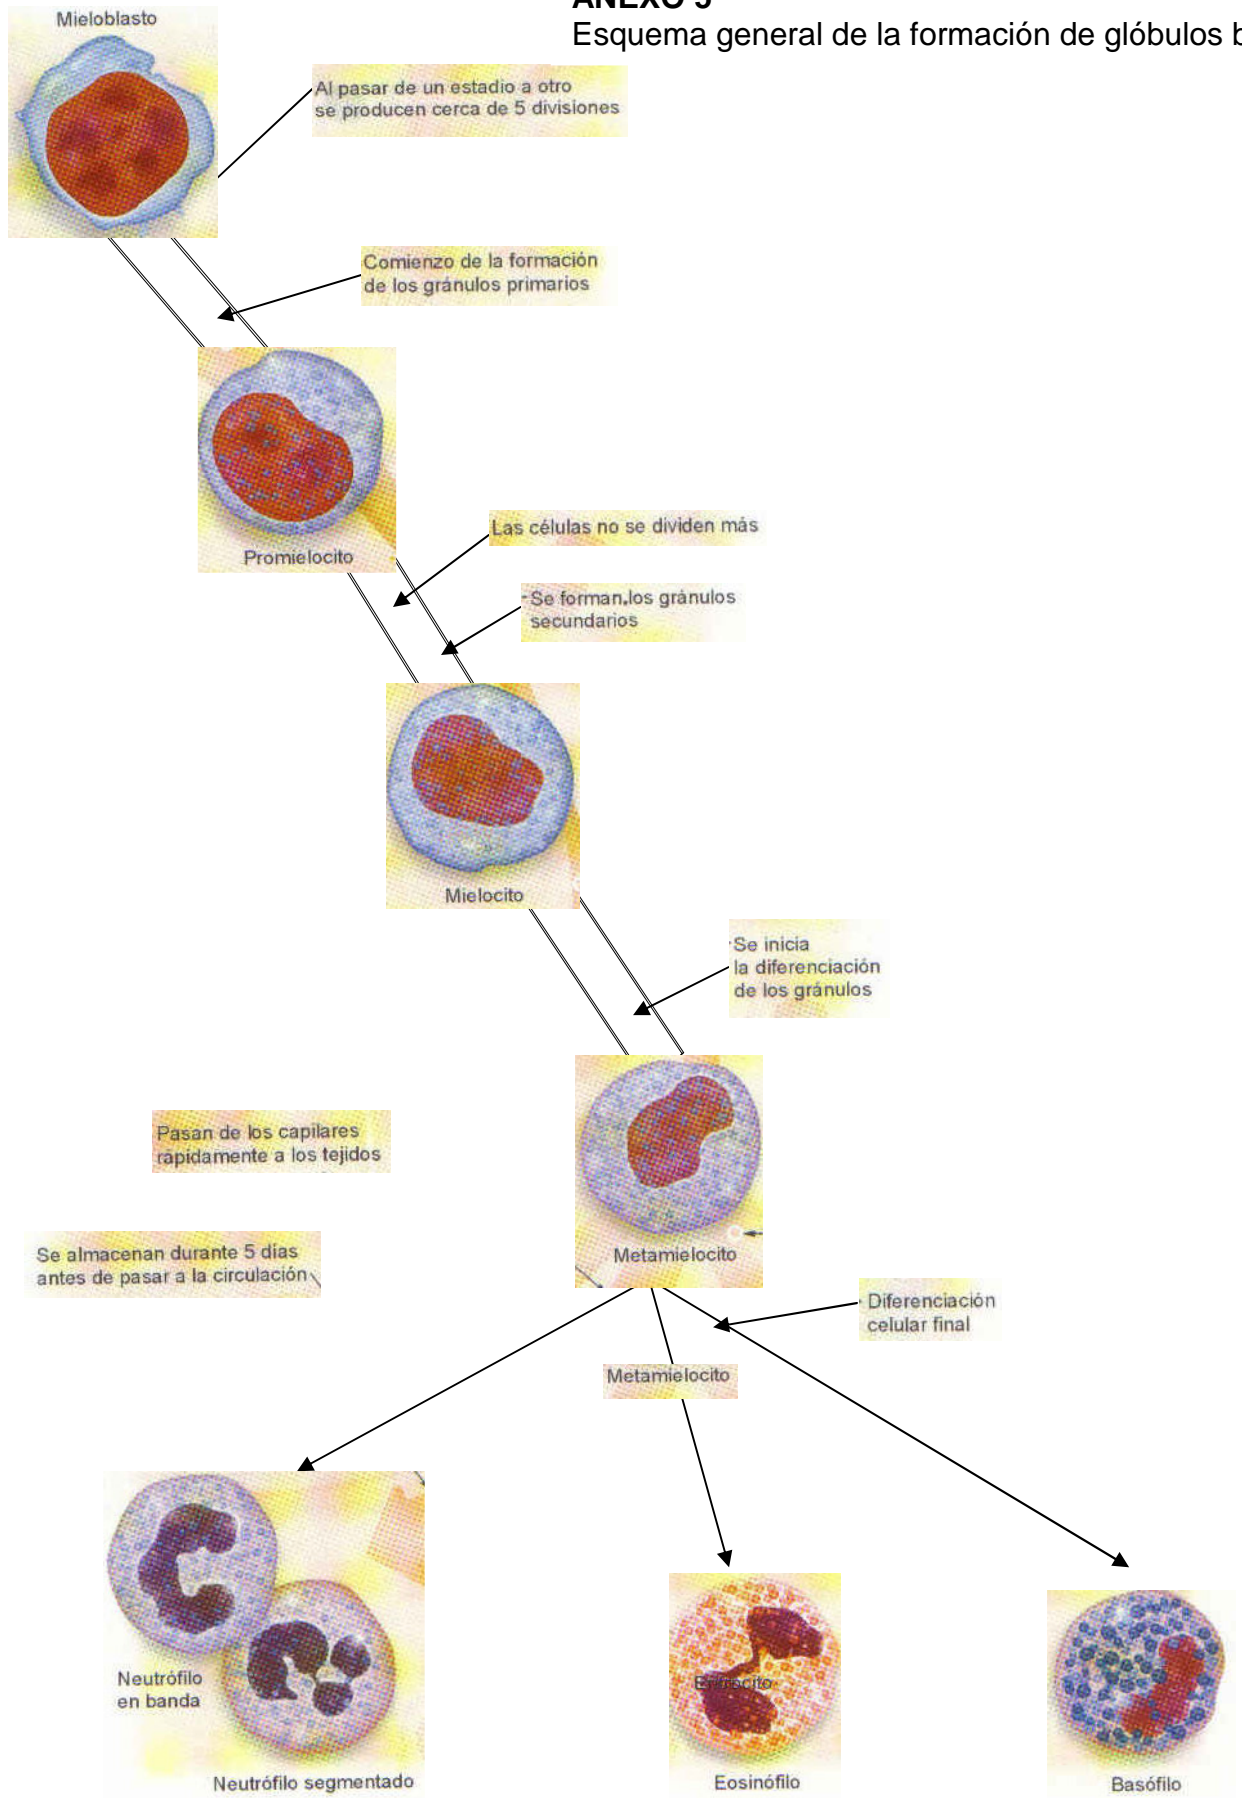 ANEXO 5
Esquema general de la formación de glóbulos b
Mieloblasto
Al pasar de un estadio a otro
se producen cerca de 5 divisiones
Comienzo de la formación
de los gránulos primarios
Promielocito
Las células no se dividen más
Se forman los gránulos
secundarios
Mielocito
Se inicia
la diferenciación
de los gránulos
Pasan de los capilares
rápidamente a los tejidos
Se almacenan durante 5 días
antes de pasar a la circulación
Metamielocito
Diferenciación
celular final
Metamielocito
Neutrófilo
en banda
Neutrófilo segmentado
Eritrocito
Eosinófilo
Basófilo